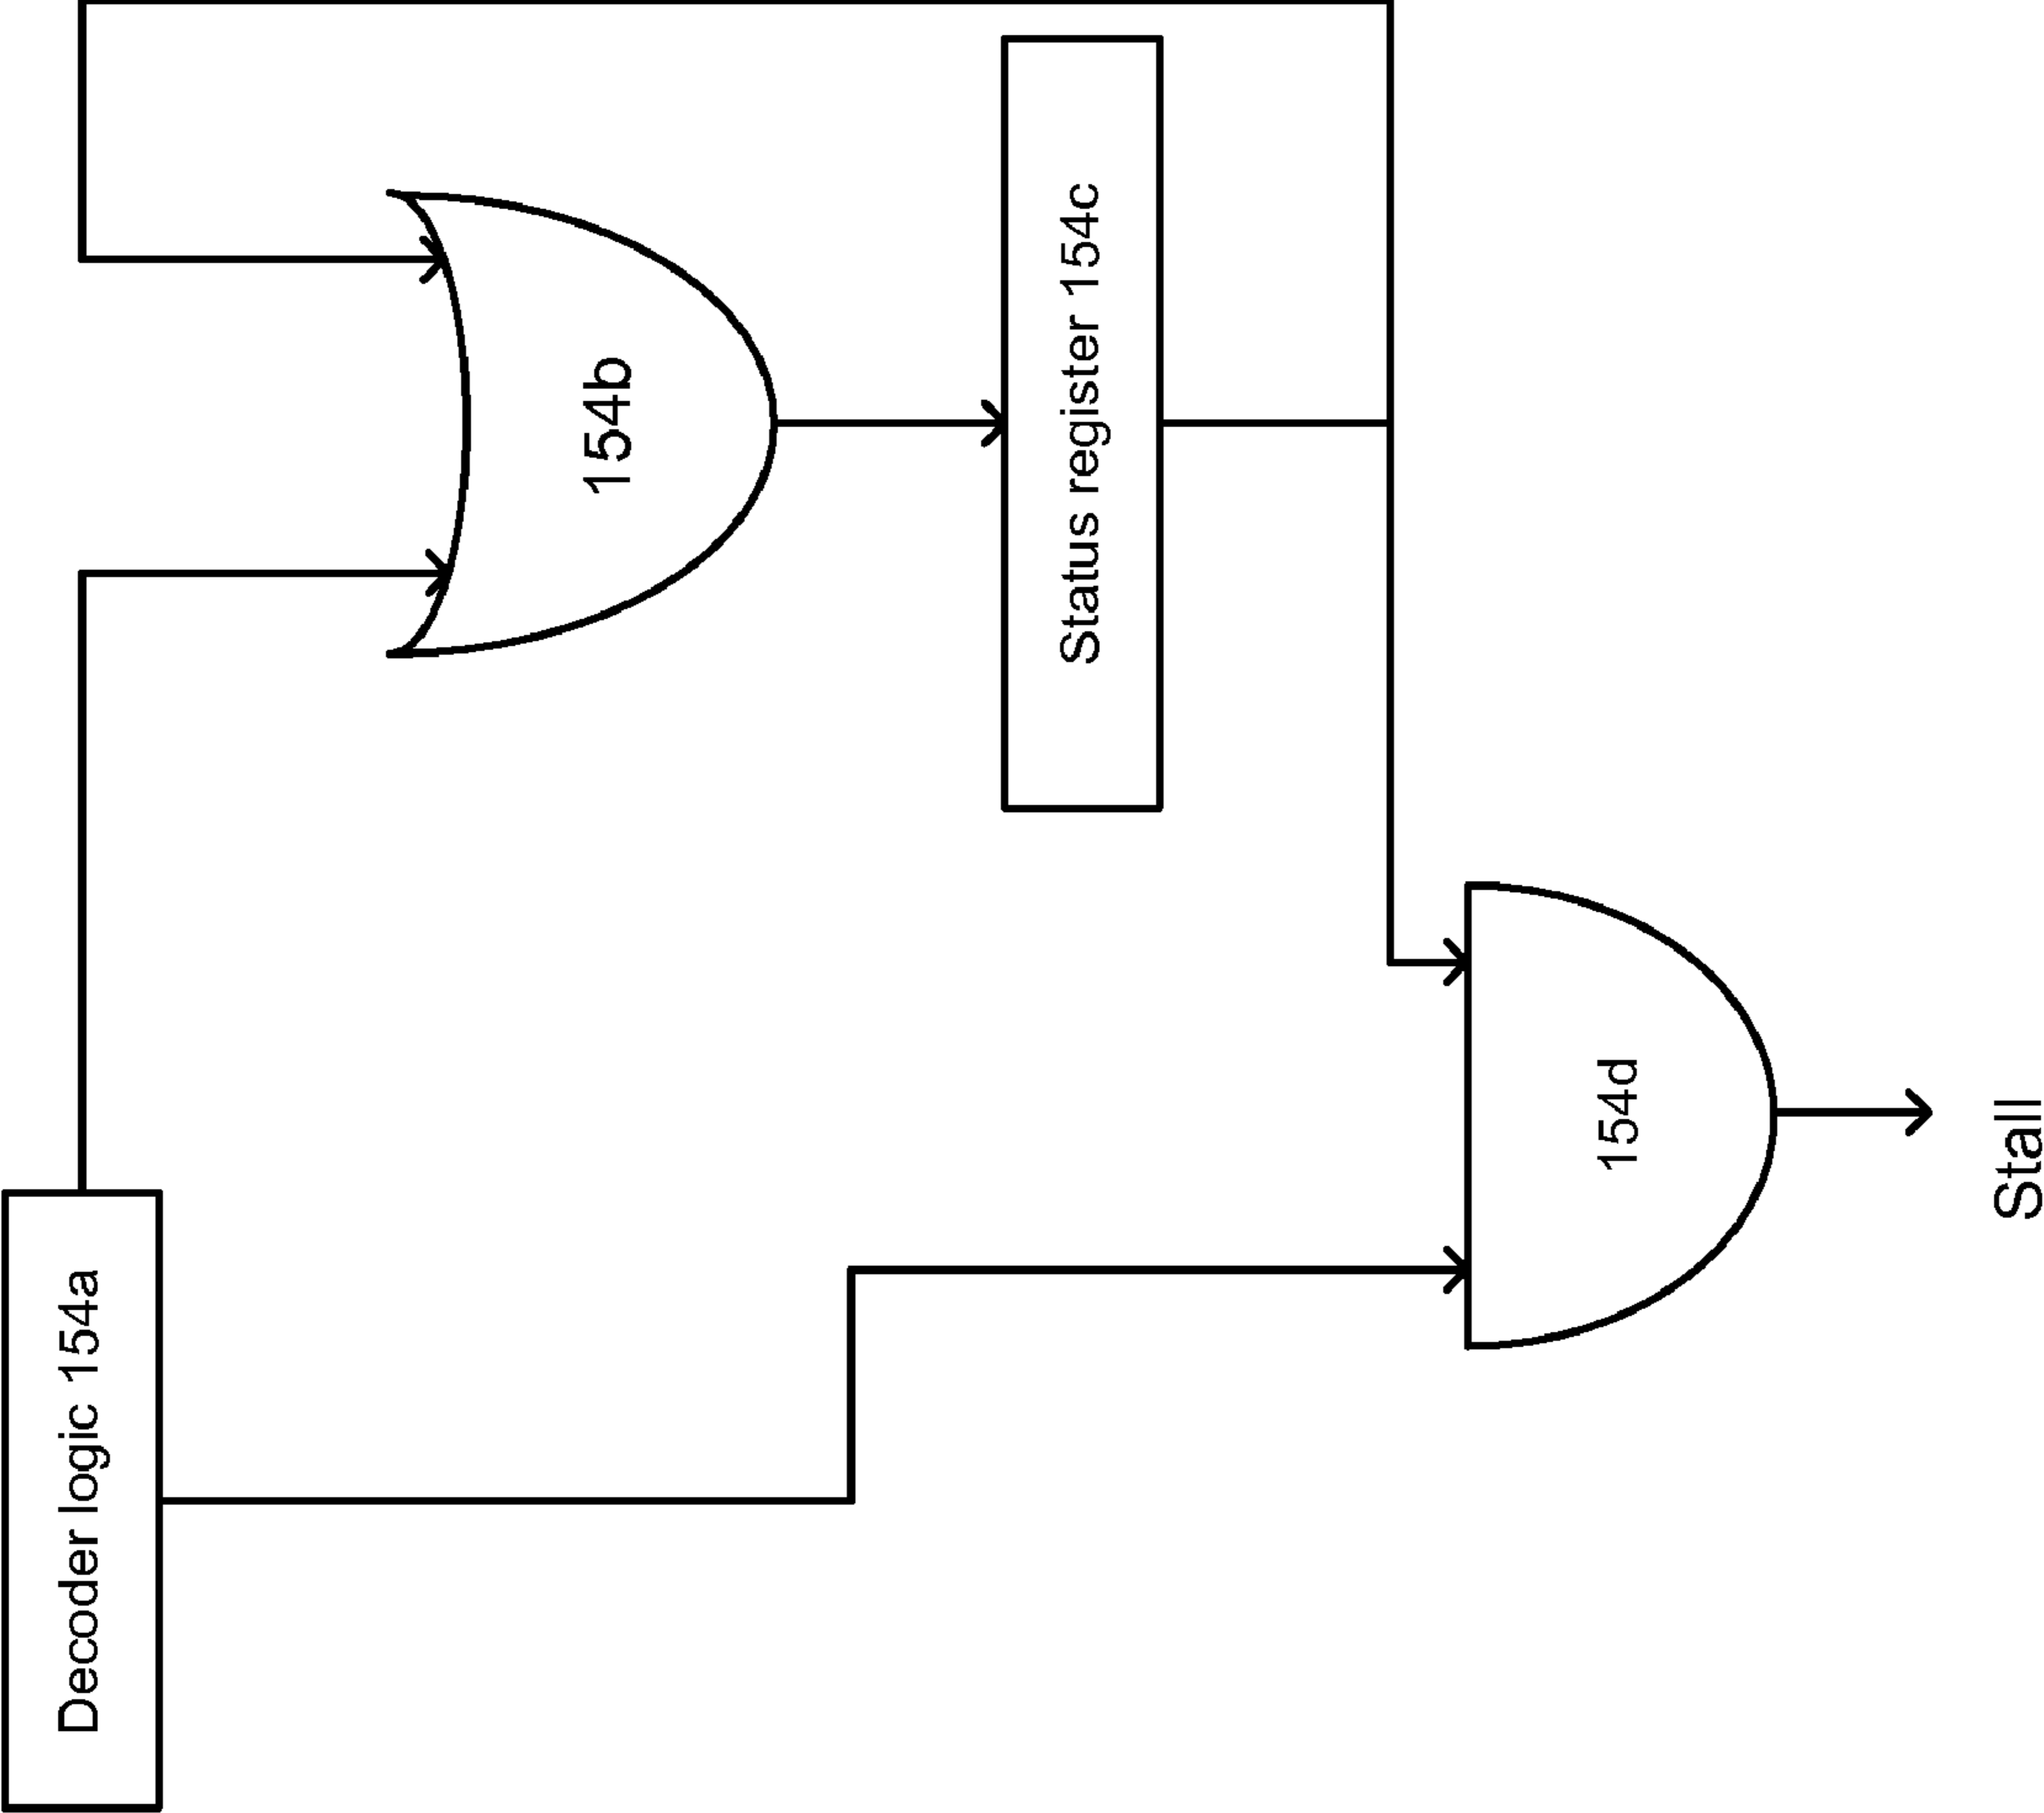 Decoder logic 154a
154b
Status register 154c
154d
Stall